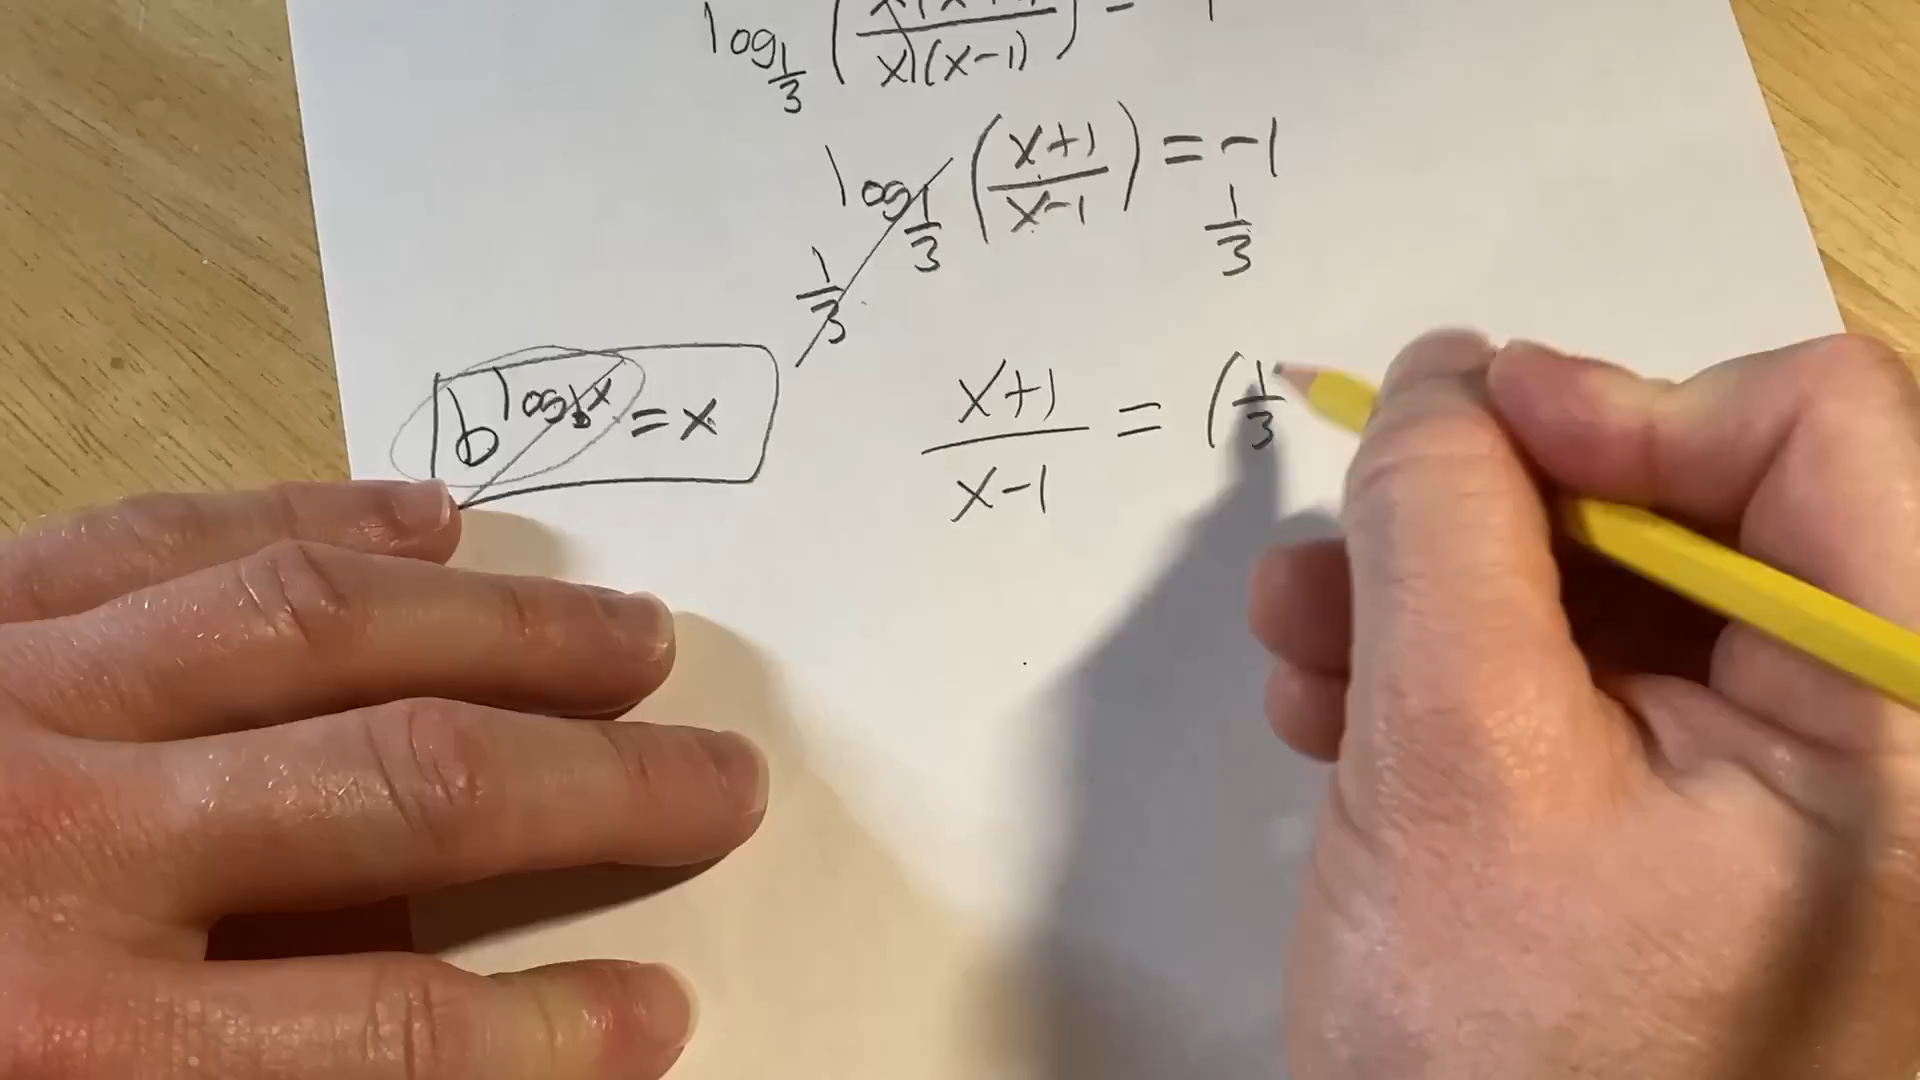 log_{1/3} (x(x+1)/x(x-1)) = -1
log_{1/3} ((x+1)/(x-1)) = -1
1/3 1/3
b^{log_b x} = x
(x+1)/(x-1) = (1/3